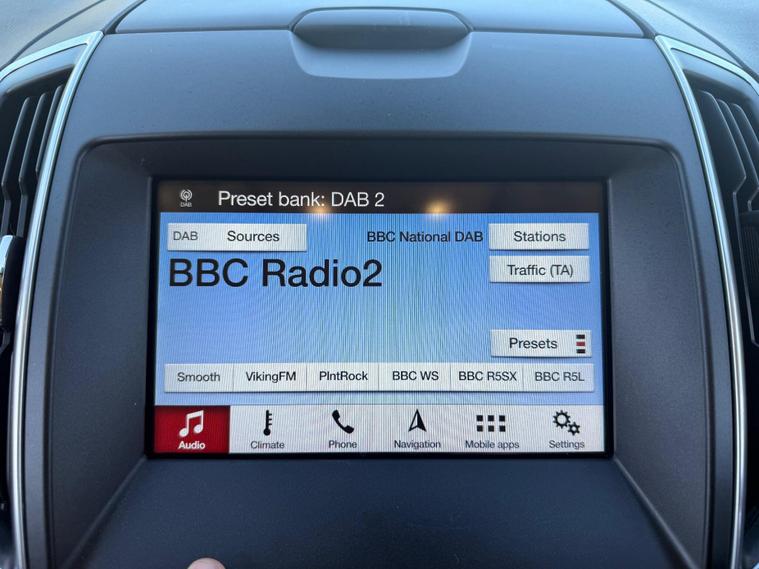 DAB
Preset bank: DAB 2
DAB Sources
BBC National DAB
Stations
BBC Radio2
Traffic (TA)
Presets
Smooth
VikingFM
PlntRock
BBC WS
BBC R5SX
BBC R5L
Audio
Climate
Phone
Navigation
Mobile apps
Settings